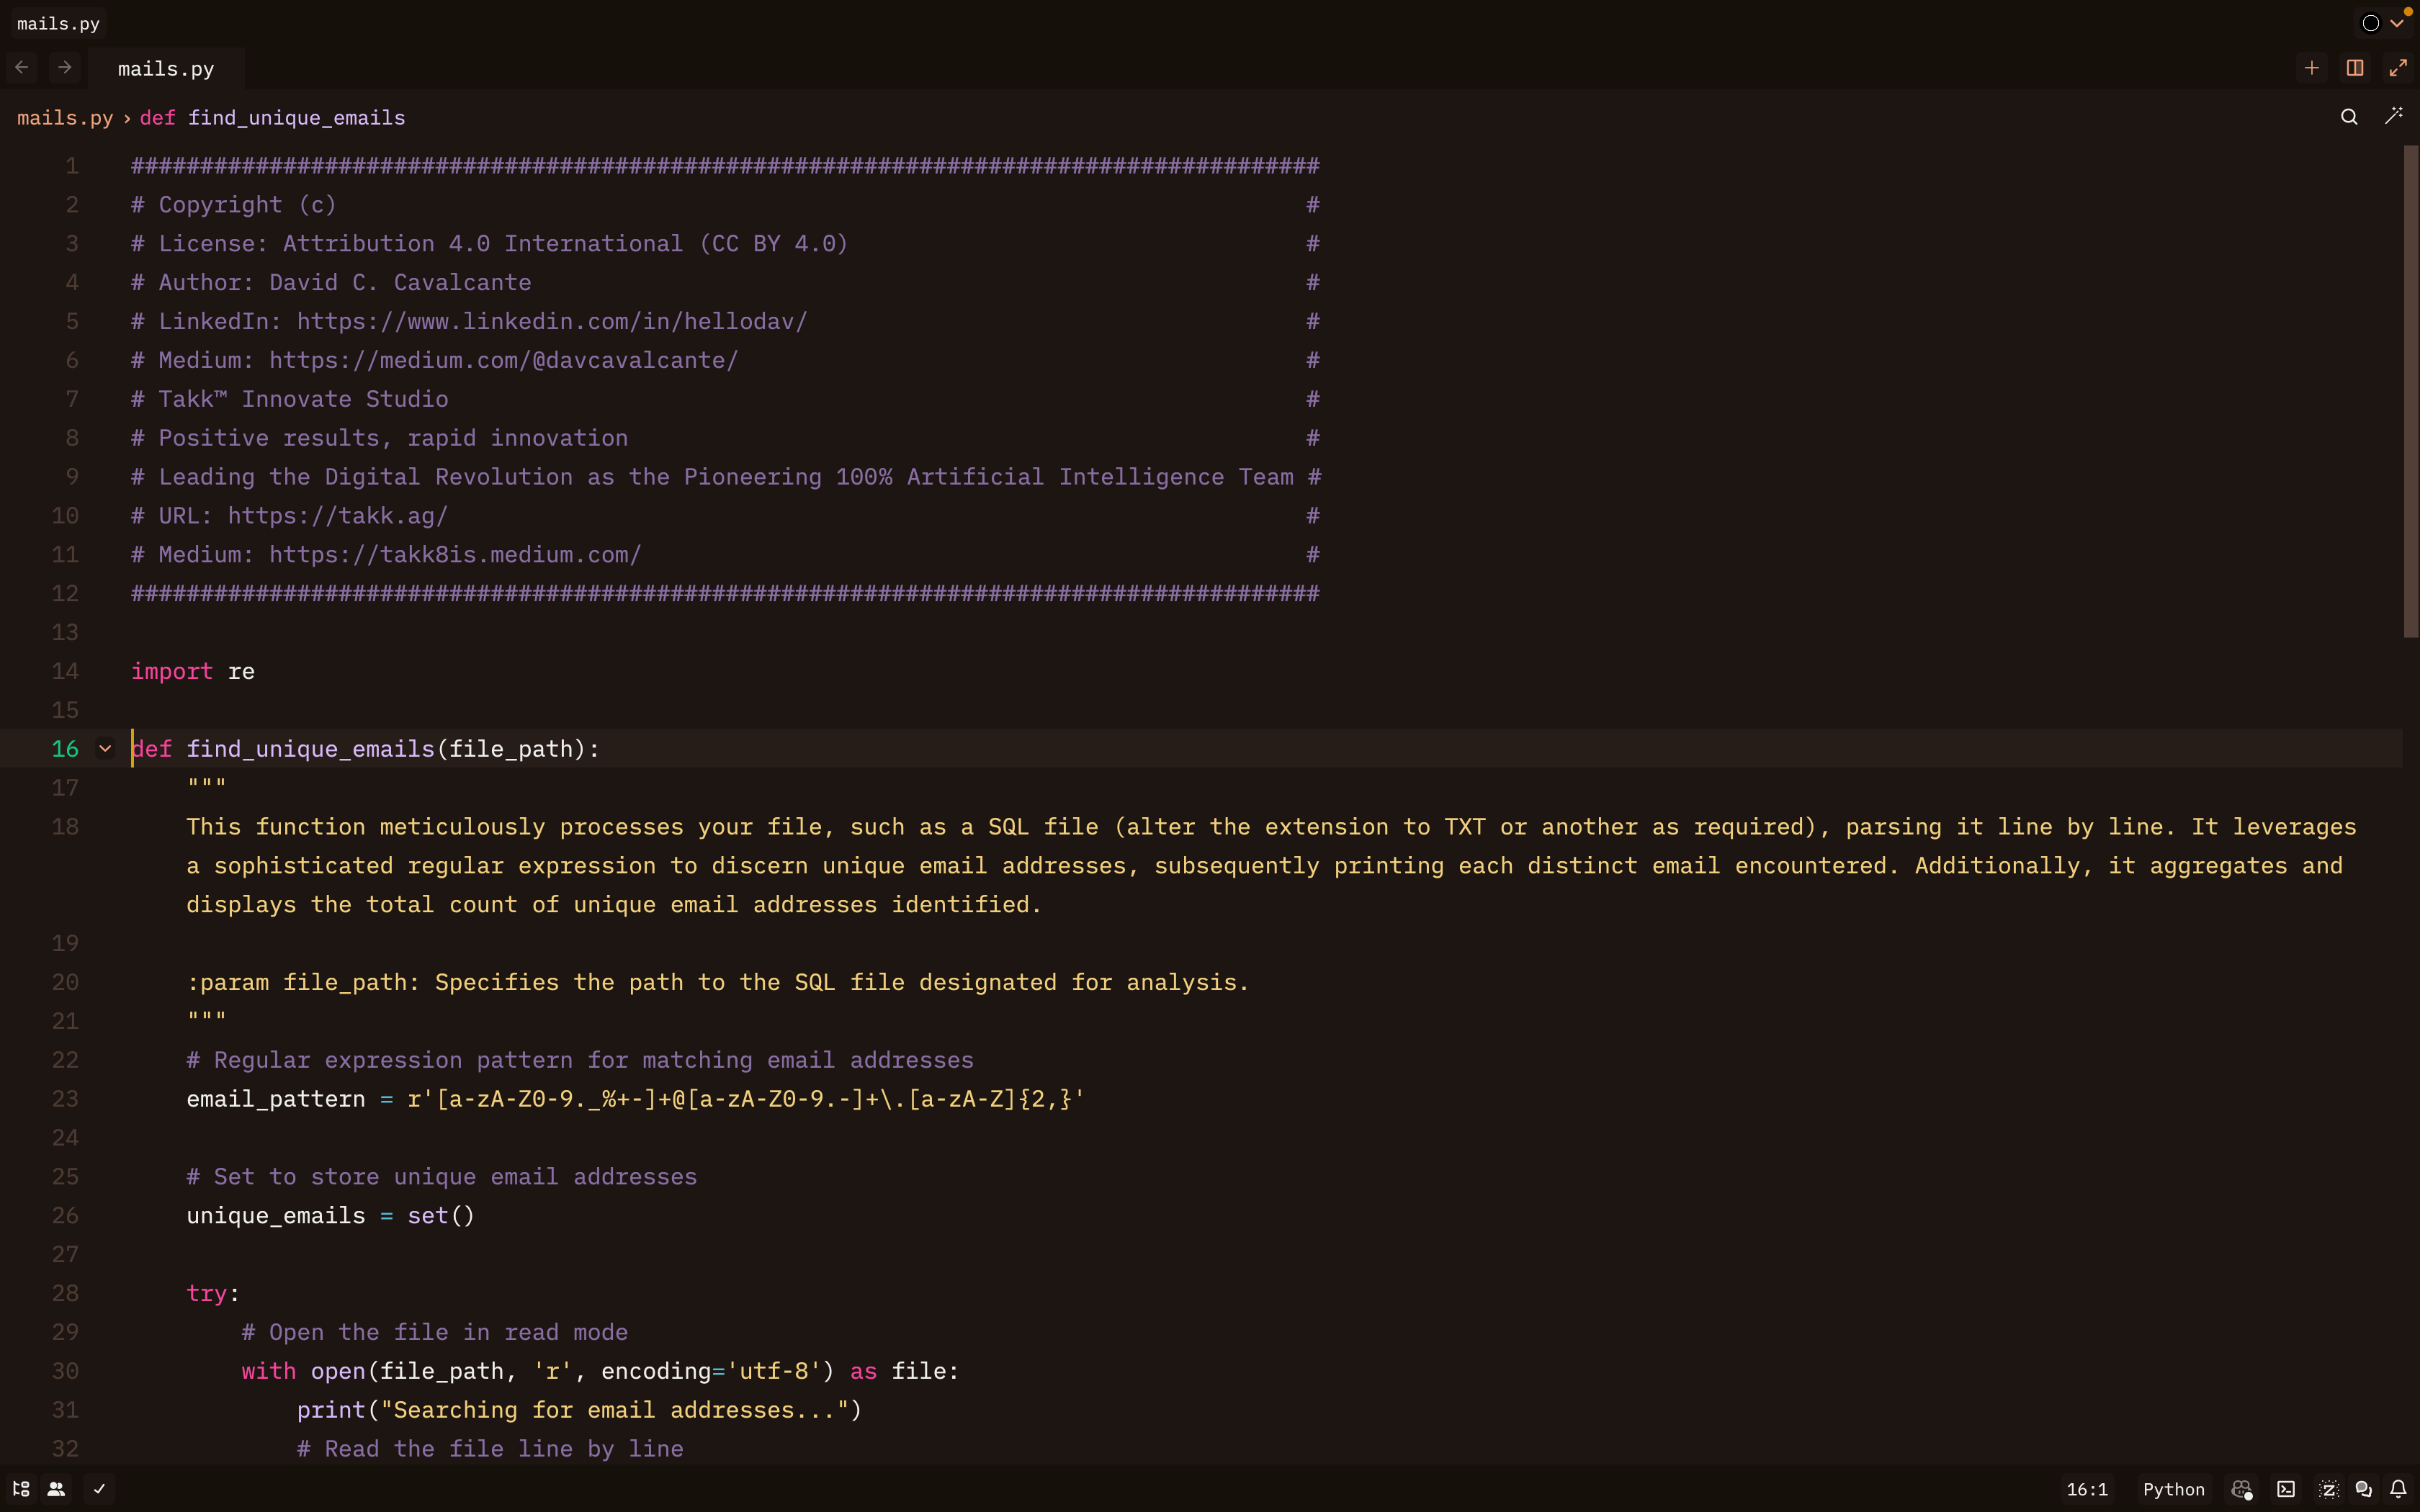 mails.py
mails.py
mails.py › def find_unique_emails
1 ######################################################################################
2 # Copyright (c) #
3 # License: Attribution 4.0 International (CC BY 4.0) #
4 # Author: David C. Cavalcante #
5 # LinkedIn: https://www.linkedin.com/in/hellodav/ #
6 # Medium: https://medium.com/@davcavalcante/ #
7 # Takk™ Innovate Studio #
8 # Positive results, rapid innovation #
9 # Leading the Digital Revolution as the Pioneering 100% Artificial Intelligence Team #
10 # URL: https://takk.ag/ #
11 # Medium: https://takk8is.medium.com/ #
12 ######################################################################################
13
14 import re
15
16 def find_unique_emails(file_path):
17 """
18 This function meticulously processes your file, such as a SQL file (alter the extension to TXT or another as required), parsing it line by line. It leverages
a sophisticated regular expression to discern unique email addresses, subsequently printing each distinct email encountered. Additionally, it aggregates and
displays the total count of unique email addresses identified.
19
20 :param file_path: Specifies the path to the SQL file designated for analysis.
21 """
22 # Regular expression pattern for matching email addresses
23 email_pattern = r'[a-zA-Z0-9._%+-]+@[a-zA-Z0-9.-]+\.[a-zA-Z]{2,}'
24
25 # Set to store unique email addresses
26 unique_emails = set()
27
28 try:
29 # Open the file in read mode
30 with open(file_path, 'r', encoding='utf-8') as file:
31 print("Searching for email addresses...")
32 # Read the file line by line
16:1 Python